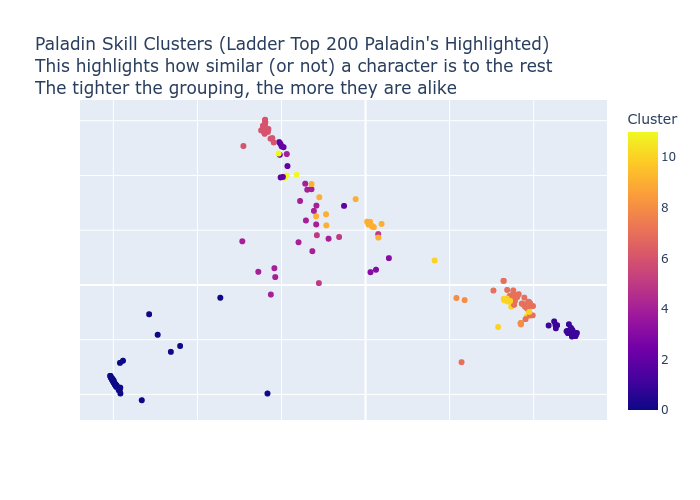 Paladin Skill Clusters (Ladder Top 200 Paladin's Highlighted)
This highlights how similar (or not) a character is to the rest
The tighter the grouping, the more they are alike
Cluster
10
8
6
4
2
0